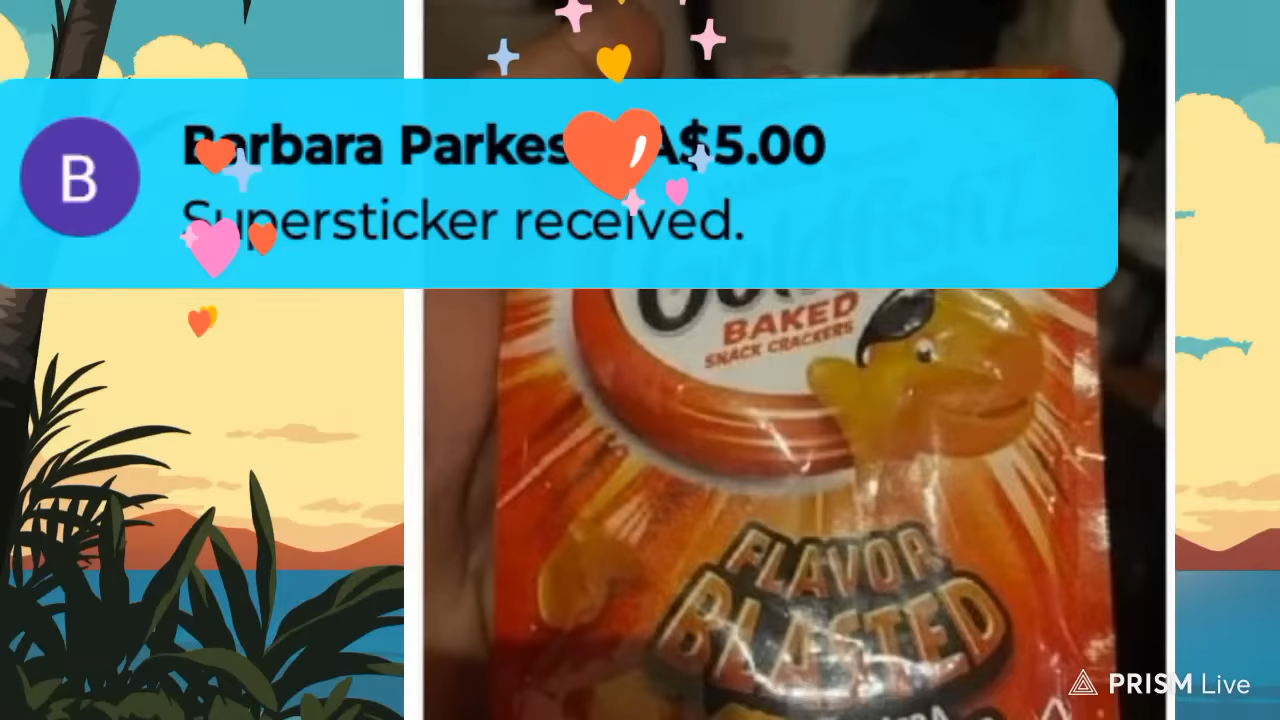 B
Barbara Parkes A$5.00
Supersticker received.
BAKED
SNACK CRACKERS
FLAVOR
BLASTED
PRISM Live